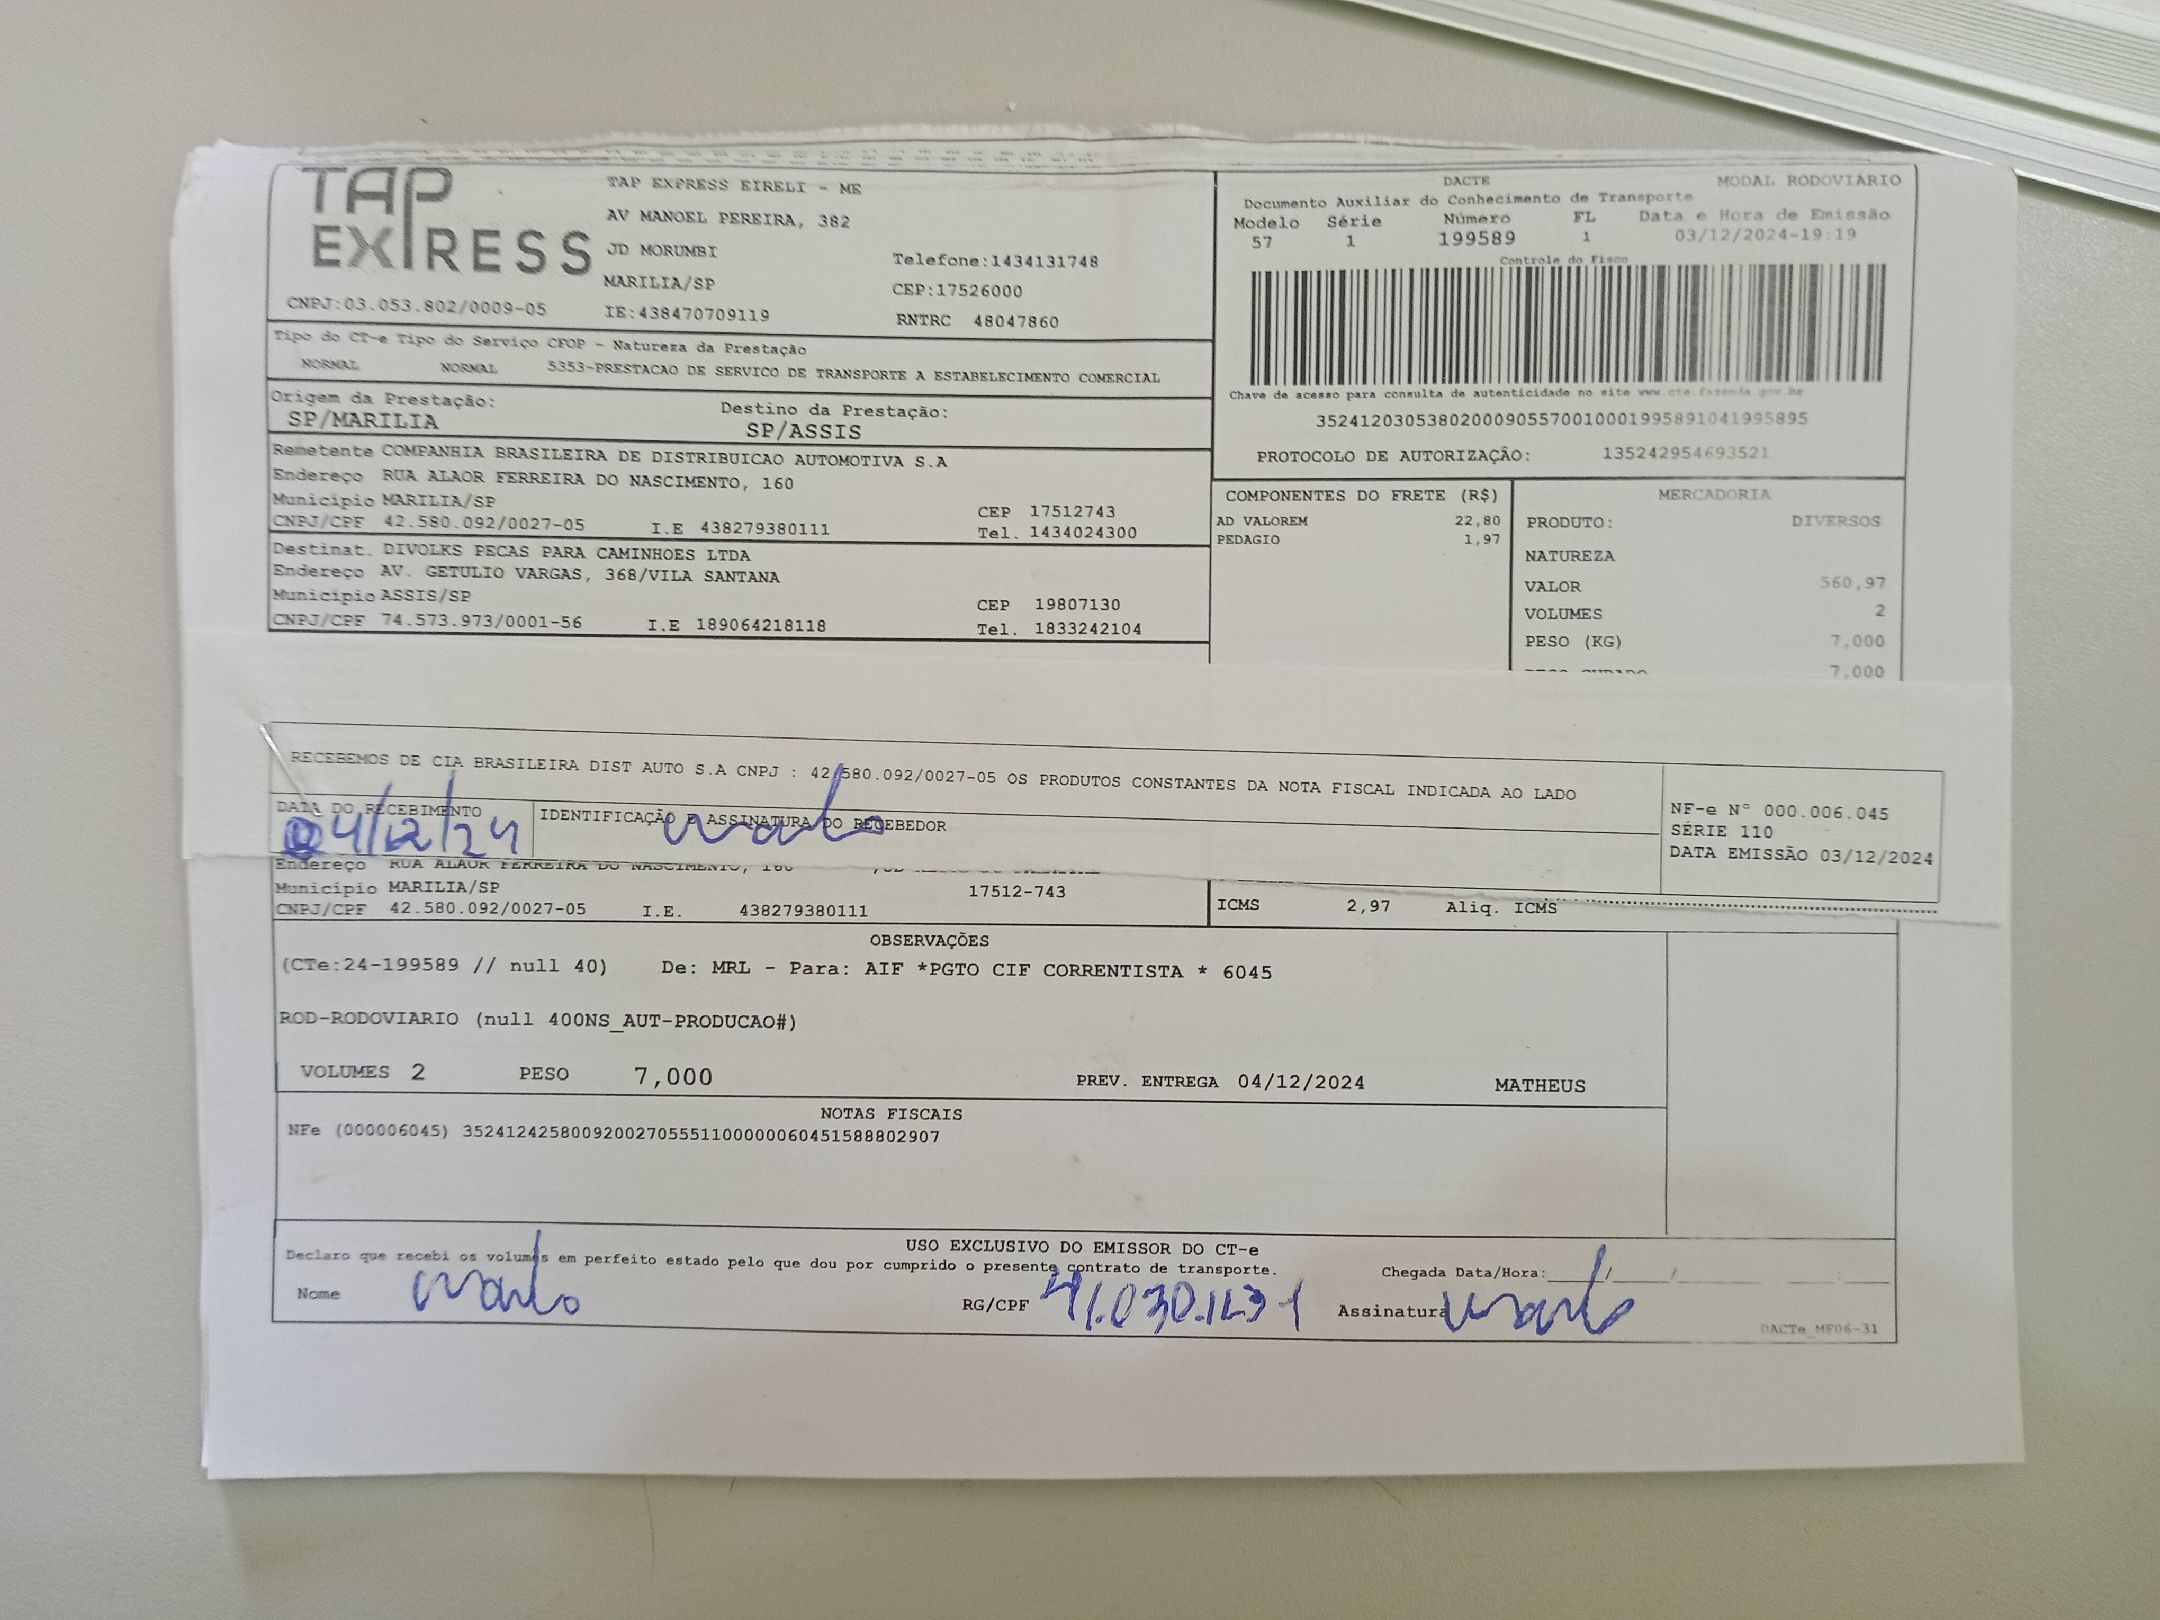 TAP
EXPRESS
CNPJ:03.053.802/0009-05
TAP EXPRESS EIRELI - ME
AV MANOEL PEREIRA, 382
JD MORUMBI
MARILIA/SP
IE:438470709119
Telefone:1434131748
CEP:17526000
RNTRC 48047860
DACTE
MODAL RODOVIÁRIO
Documento Auxiliar do Conhecimento de Transporte
Modelo Série Número FL Data e Hora de Emissão
57 1 199589 1 03/12/2024-19:19
Controle do Fisco
Chave de acesso para consulta de autenticidade no site www.cte.fazenda.gov.br
35241203053802000905570010001995891041995895
PROTOCOLO DE AUTORIZAÇÃO: 135242954693521
Tipo do CT-e Tipo do Serviço CFOP - Natureza da Prestação
NORMAL NORMAL 5353-PRESTACAO DE SERVICO DE TRANSPORTE A ESTABELECIMENTO COMERCIAL
Origem da Prestação: Destino da Prestação:
SP/MARILIA SP/ASSIS
Remetente COMPANHIA BRASILEIRA DE DISTRIBUICAO AUTOMOTIVA S.A
Endereço RUA ALAOR FERREIRA DO NASCIMENTO, 160
Município MARILIA/SP CEP 17512743
CNPJ/CPF 42.580.092/0027-05 I.E 438279380111 Tel. 1434024300
Destinat. DIVOLKS PECAS PARA CAMINHOES LTDA
Endereço AV. GETULIO VARGAS, 368/VILA SANTANA
Município ASSIS/SP CEP 19807130
CNPJ/CPF 74.573.973/0001-56 I.E 189064218118 Tel. 1833242104
COMPONENTES DO FRETE (R$)
AD VALOREM 22,80
PEDAGIO 1,97
MERCADORIA
PRODUTO: DIVERSOS
NATUREZA
VALOR 560,97
VOLUMES 2
PESO (KG) 7,000
7,000
RECEBEMOS DE CIA BRASILEIRA DIST AUTO S.A CNPJ : 42.580.092/0027-05 OS PRODUTOS CONSTANTES DA NOTA FISCAL INDICADA AO LADO
DATA DO RECEBIMENTO IDENTIFICAÇÃO E ASSINATURA DO RECEBEDOR
04/12/24
NF-e N° 000.006.045
SÉRIE 110
DATA EMISSÃO 03/12/2024
Endereço RUA ALAOR FERREIRA DO NASCIMENTO, 160
Município MARILIA/SP 17512-743
CNPJ/CPF 42.580.092/0027-05 I.E. 438279380111
ICMS 2,97 Aliq. ICMS
OBSERVAÇÕES
(CTe:24-199589 // null 40) De: MRL - Para: AIF *PGTO CIF CORRENTISTA * 6045
ROD-RODOVIARIO (null 400NS_AUT-PRODUCAO#)
VOLUMES 2 PESO 7,000 PREV. ENTREGA 04/12/2024 MATHEUS
NOTAS FISCAIS
NFe (000006045) 35241242580092002705551100000060451588802907
USO EXCLUSIVO DO EMISSOR DO CT-e
Declaro que recebi os volumes em perfeito estado pelo que dou por cumprido o presente contrato de transporte.
Chegada Data/Hora:
Nome RG/CPF Assinatura
DACTe_MF06-31